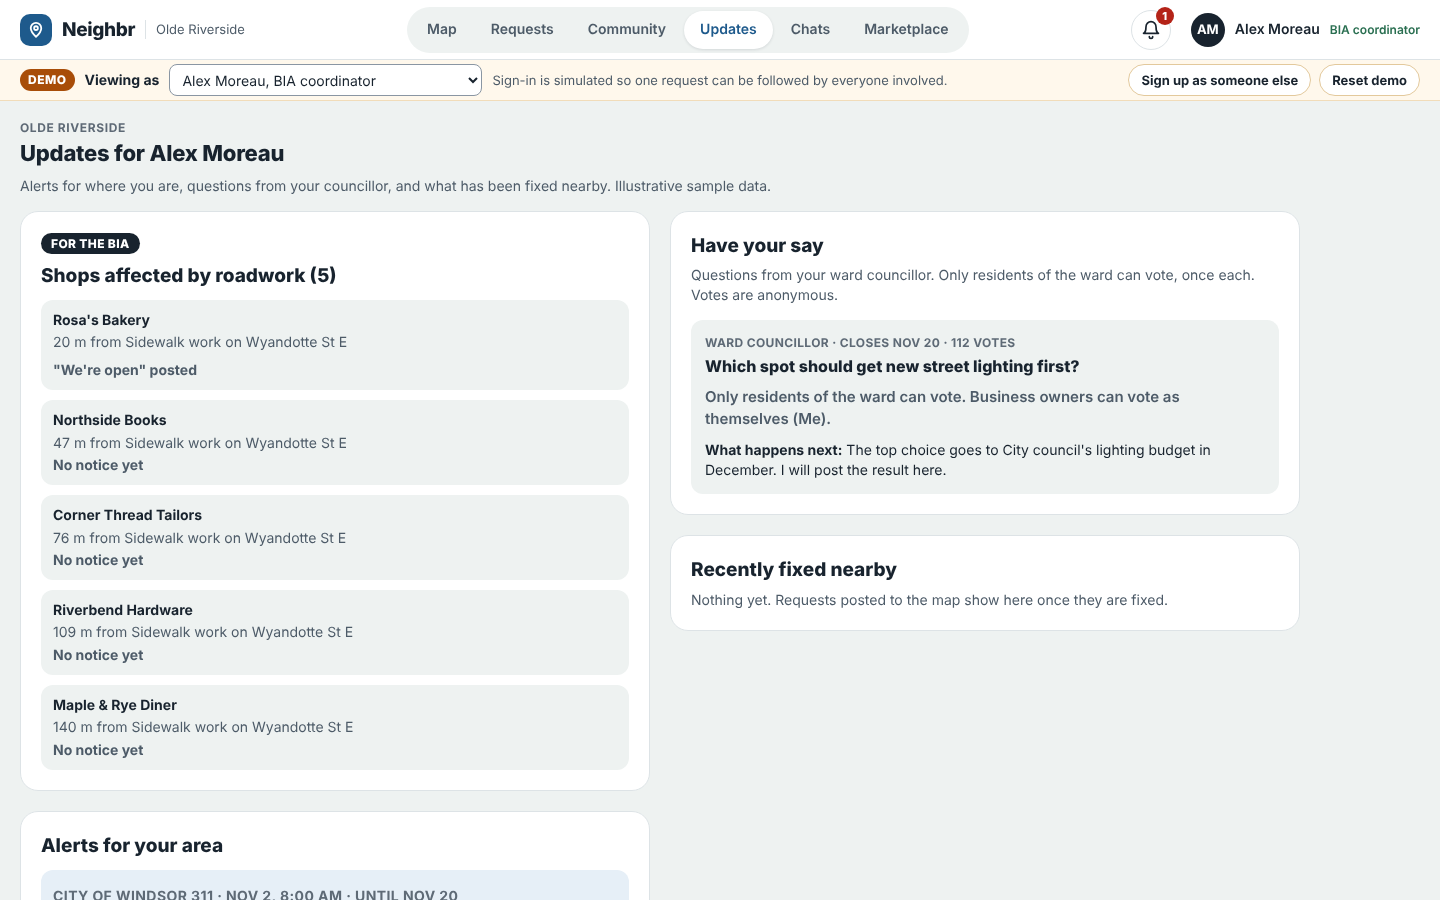 Neighbr
Olde Riverside
Map
Requests
Community
Updates
Chats
Marketplace
1
AM
Alex Moreau
BIA coordinator
DEMO
Viewing as
Alex Moreau, BIA coordinator
Sign-in is simulated so one request can be followed by everyone involved.
Sign up as someone else
Reset demo
OLDE RIVERSIDE
Updates for Alex Moreau
Alerts for where you are, questions from your councillor, and what has been fixed nearby. Illustrative sample data.
FOR THE BIA
Shops affected by roadwork (5)
Rosa's Bakery
20 m from Sidewalk work on Wyandotte St E
"We're open" posted
Northside Books
47 m from Sidewalk work on Wyandotte St E
No notice yet
Corner Thread Tailors
76 m from Sidewalk work on Wyandotte St E
No notice yet
Riverbend Hardware
109 m from Sidewalk work on Wyandotte St E
No notice yet
Maple & Rye Diner
140 m from Sidewalk work on Wyandotte St E
No notice yet
Alerts for your area
CITY OF WINDSOR 311 · NOV 2, 8:00 AM · UNTIL NOV 20
Have your say
Questions from your ward councillor. Only residents of the ward can vote, once each.
Votes are anonymous.
WARD COUNCILLOR · CLOSES NOV 20 · 112 VOTES
Which spot should get new street lighting first?
Only residents of the ward can vote. Business owners can vote as
themselves (Me).
What happens next: The top choice goes to City council's lighting budget in
December. I will post the result here.
Recently fixed nearby
Nothing yet. Requests posted to the map show here once they are fixed.